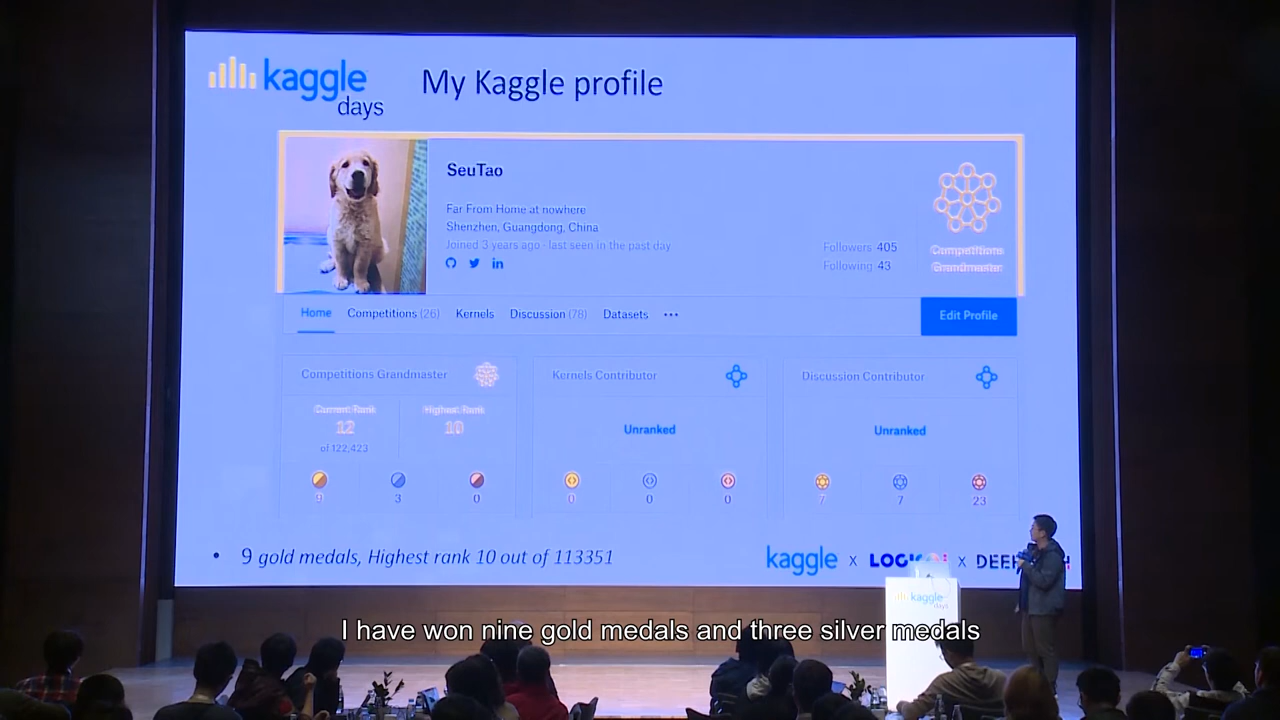 kaggle
days
My Kaggle profile
SeuTao
Far From Home at nowhere
Shenzhen, Guangdong, China
Joined 3 years ago · last seen in the past day
Followers 405
Following 43
Competitions
Grandmaster
Home Competitions (26) Kernels Discussion (78) Datasets ···
Edit Profile
Competitions Grandmaster
Current Rank
12
of 122,423
Highest Rank
10
9 3 0
Kernels Contributor
Unranked
0 0 0
Discussion Contributor
Unranked
7 7 23
• 9 gold medals, Highest rank 10 out of 113351
kaggle x x
kaggle
days
I have won nine gold medals and three silver medals